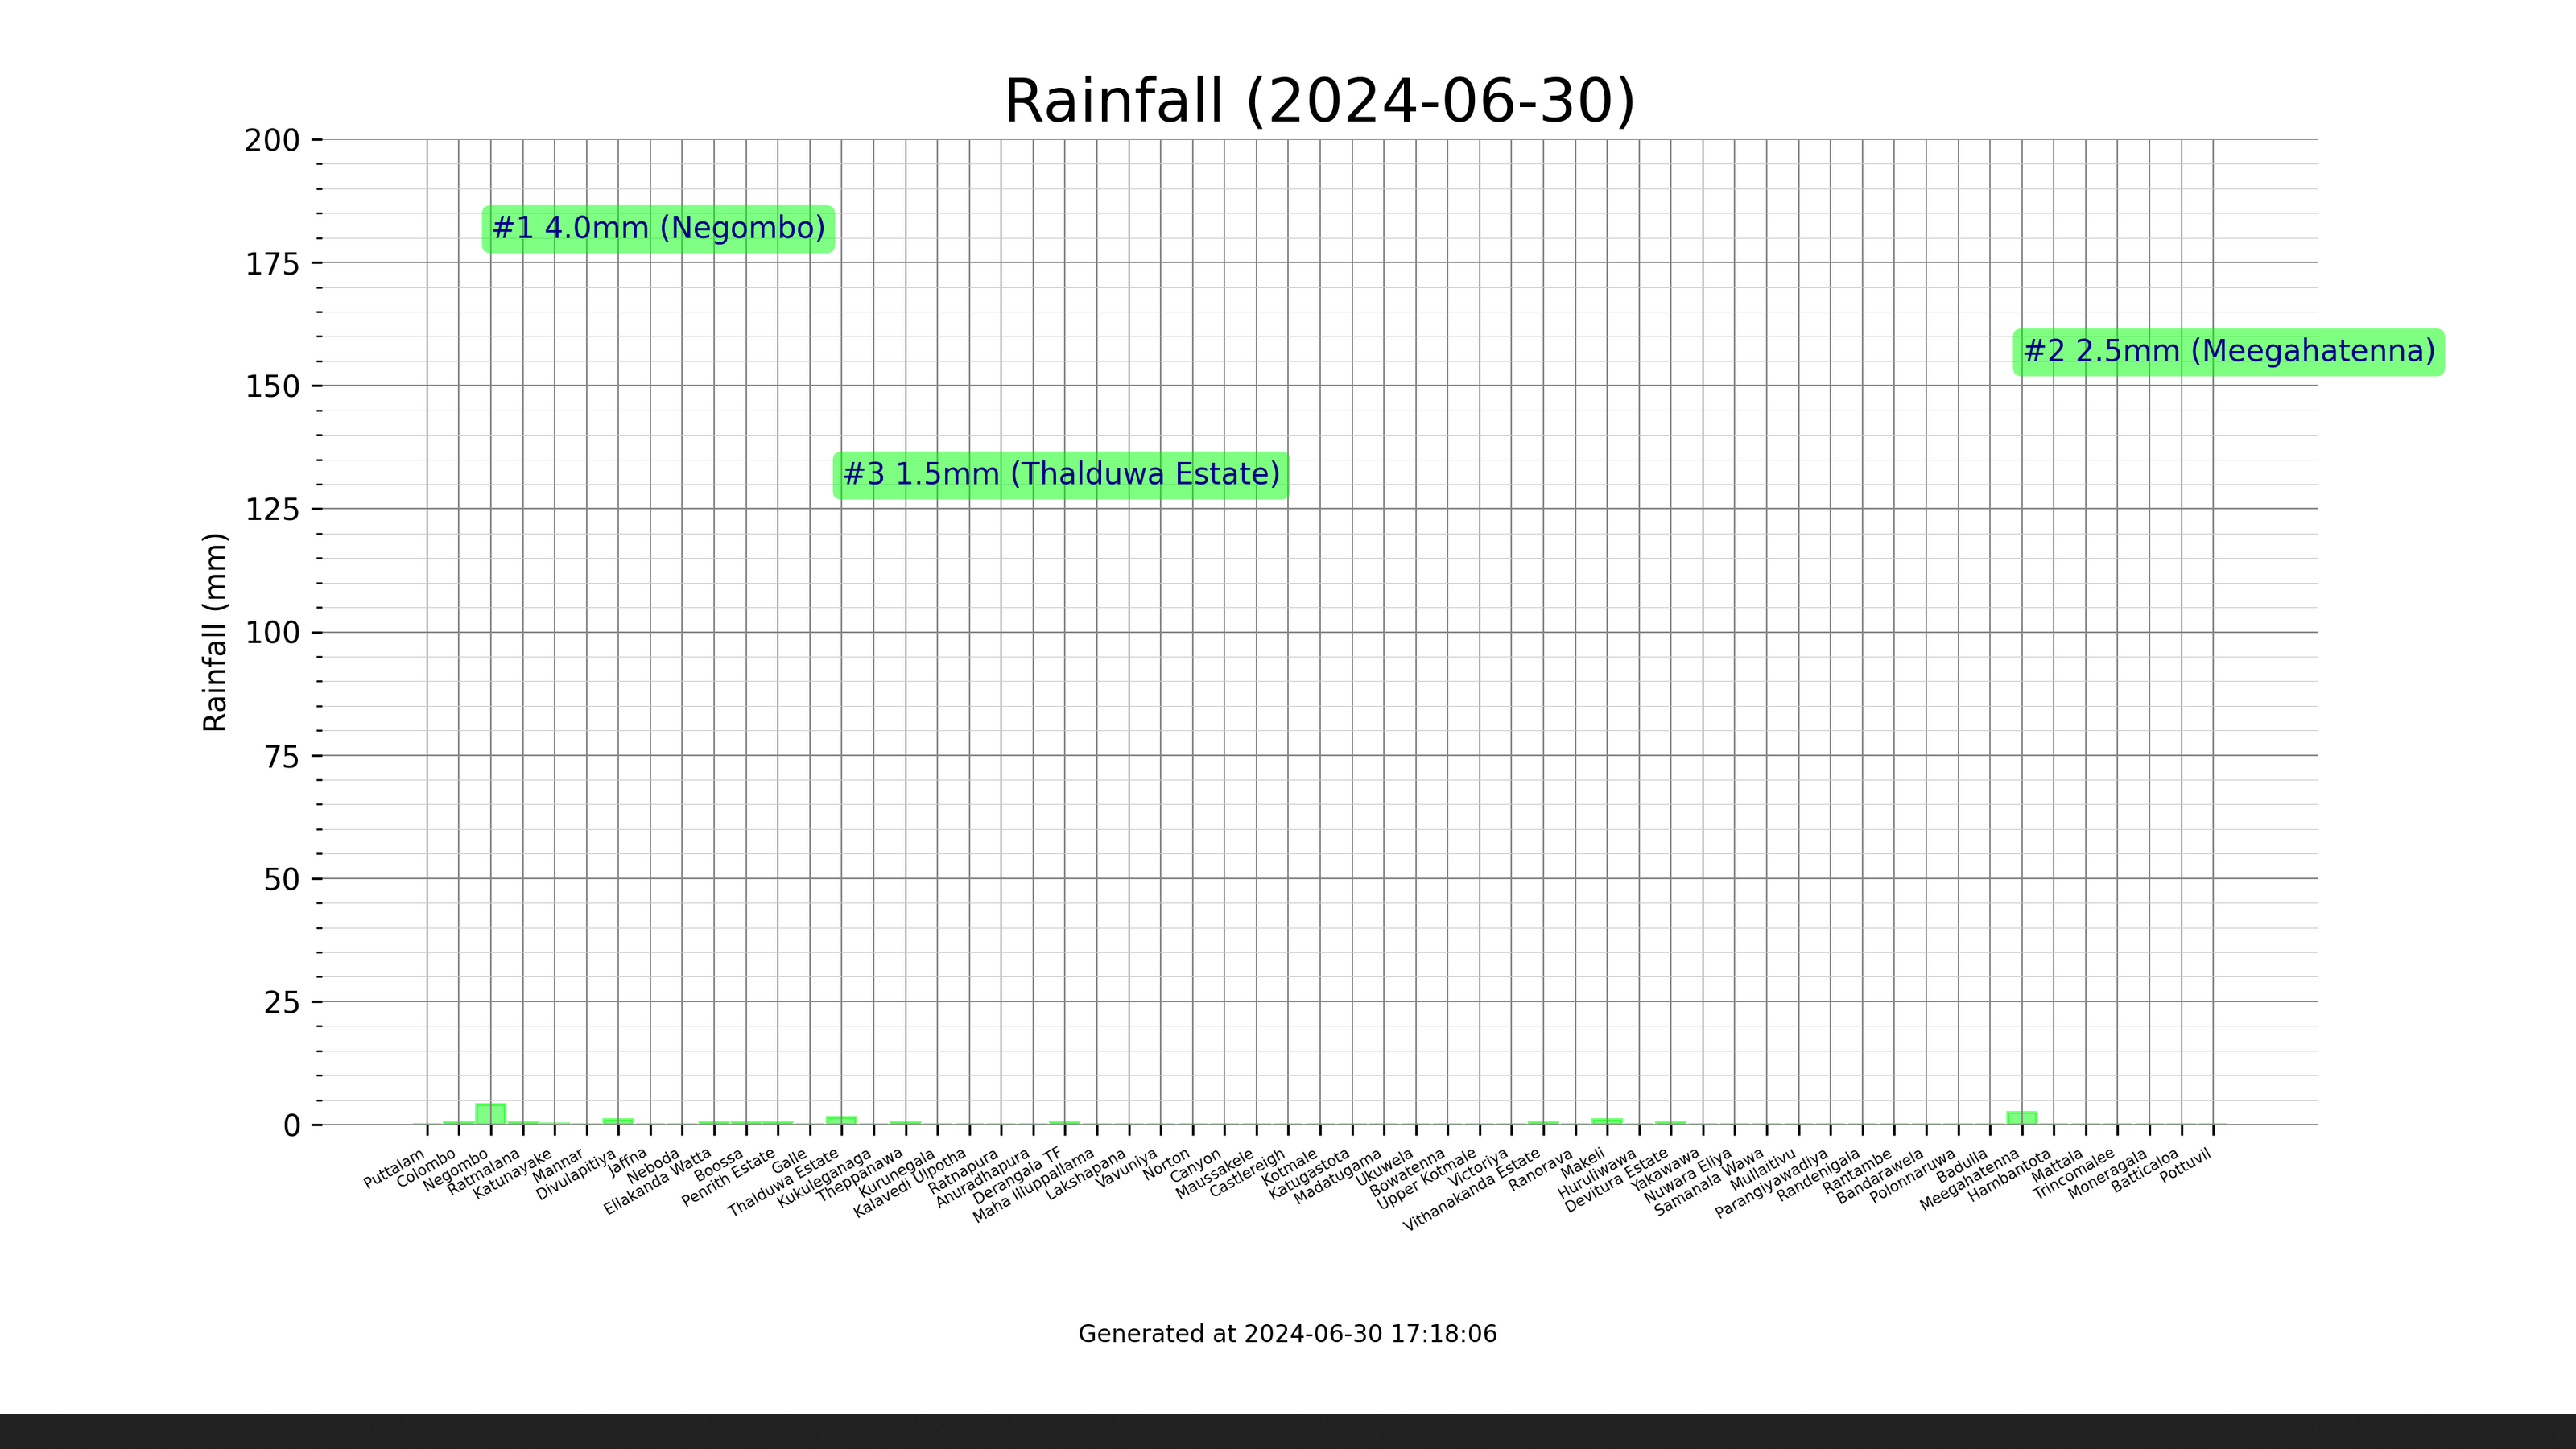 Rainfall (2024-06-30)
200
175
150
125
100
75
50
25
0
Rainfall (mm)
#1 4.0mm (Negombo)
#2 2.5mm (Meegahatenna)
#3 1.5mm (Thalduwa Estate)
Puttalam
Colombo
Negombo
Ratmalana
Katunayake
Mannar
Divulapitiya
Jaffna
Neboda
Ellakanda Watta
Boossa
Penrith Estate
Galle
Thalduwa Estate
Kukuleganaga
Theppanawa
Kurunegala
Kalavedi Ulpotha
Ratnapura
Anuradhapura
Derangala TF
Maha Illuppallama
Lakshapana
Vavuniya
Norton
Canyon
Maussakele
Castlereigh
Kotmale
Katugastota
Madatugama
Ukuwela
Bowatenna
Upper Kotmale
Victoriya
Vithanakanda Estate
Ranorava
Makeli
Huruliwawa
Devitura Estate
Yakawawa
Nuwara Eliya
Samanala Wawa
Mullaitivu
Parangiyawadiya
Randenigala
Rantambe
Bandarawela
Polonnaruwa
Badulla
Meegahatenna
Hambantota
Mattala
Trincomalee
Moneragala
Batticaloa
Pottuvil
Generated at 2024-06-30 17:18:06